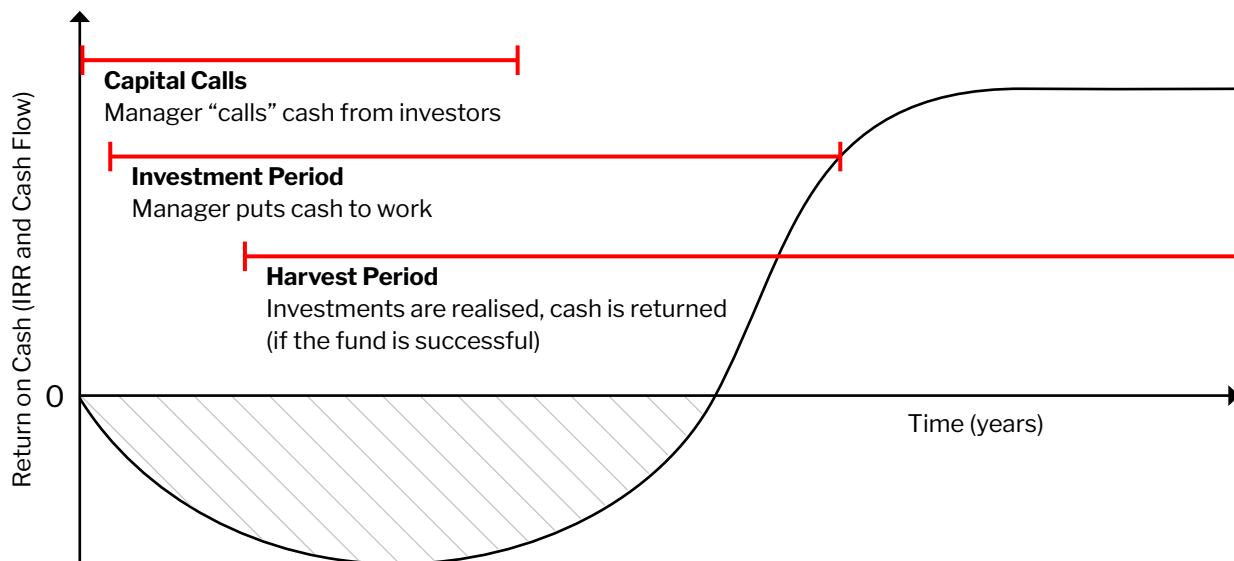 Return on Cash (IRR and Cash Flow)
Capital Calls
Manager “calls” cash from investors
Investment Period
Manager puts cash to work
Harvest Period
Investments are realised, cash is returned
(if the fund is successful)
0
Time (years)